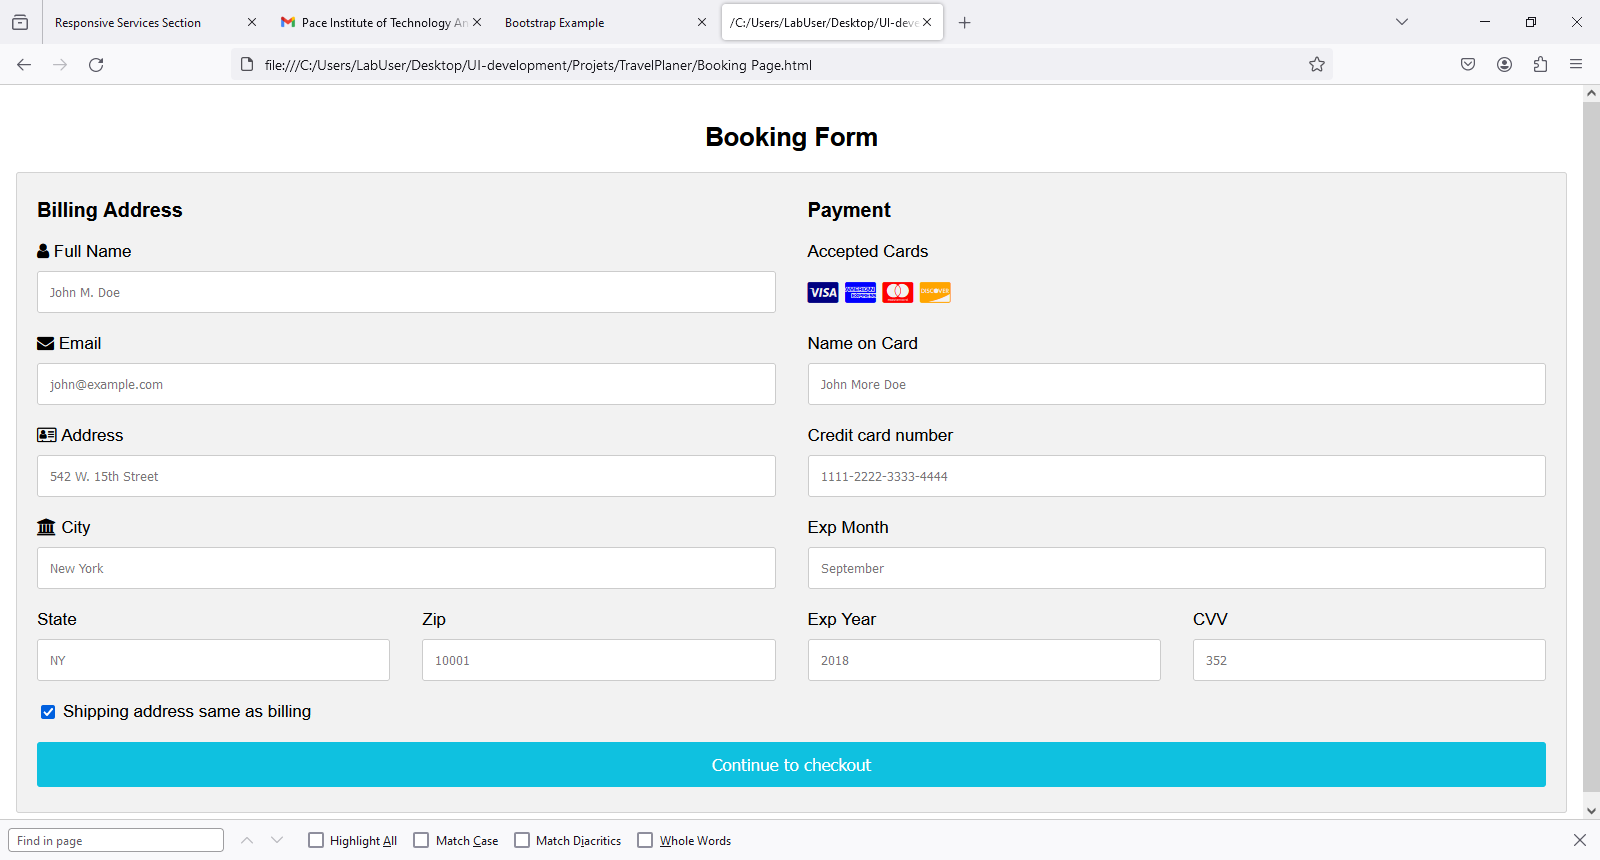 Responsive Services Section
Pace Institute of Technology An
Bootstrap Example
/C:/Users/LabUser/Desktop/UI-deve
file:///C:/Users/LabUser/Desktop/UI-development/Projets/TravelPlaner/Booking Page.html
Booking Form
Billing Address
Payment
Full Name
Accepted Cards
John M. Doe
VISA
AMERICAN EXPRESS
DISCOVER
Email
Name on Card
john@example.com
John More Doe
Address
Credit card number
542 W. 15th Street
1111-2222-3333-4444
City
Exp Month
New York
September
State
Zip
Exp Year
CVV
NY
10001
2018
352
Shipping address same as billing
Continue to checkout
Find in page
Highlight All
Match Case
Match Diacritics
Whole Words